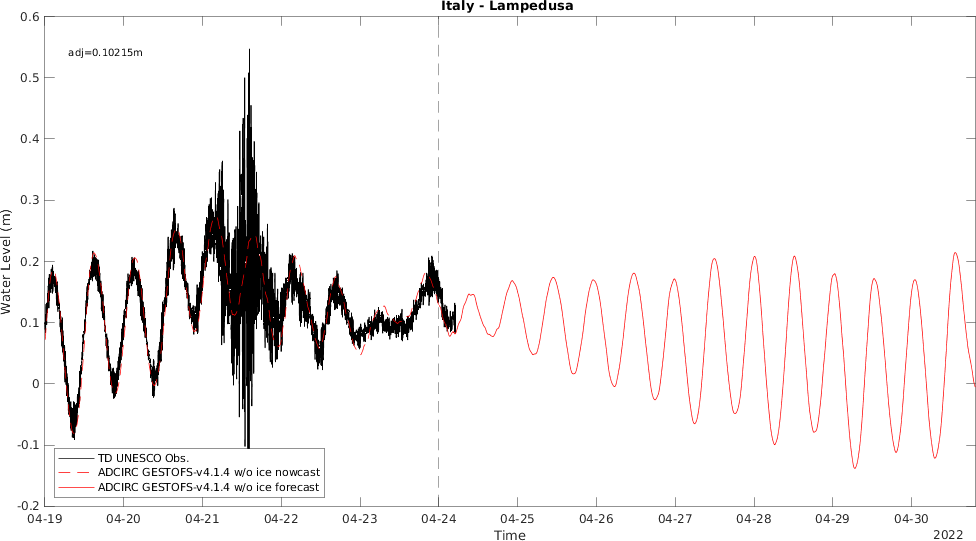 Italy - Lampedusa
adj=0.10215m
0.6
0.5
0.4
0.3
0.2
0.1
0
-0.1
-0.2
Water Level (m)
TD UNESCO Obs.
ADCIRC GESTOFS-v4.1.4 w/o ice nowcast
ADCIRC GESTOFS-v4.1.4 w/o ice forecast
04-19 04-20 04-21 04-22 04-23 04-24 04-25 04-26 04-27 04-28 04-29 04-30
Time
2022